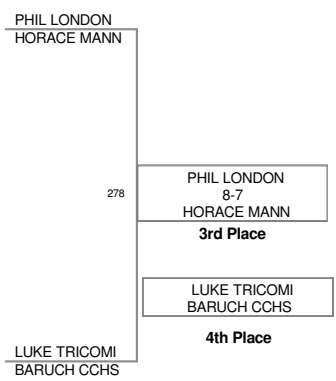 PHIL LONDON
HORACE MANN
278
PHIL LONDON
8-7
HORACE MANN
3rd Place
LUKE TRICOMI
BARUCH CCHS
4th Place
LUKE TRICOMI
BARUCH CCHS